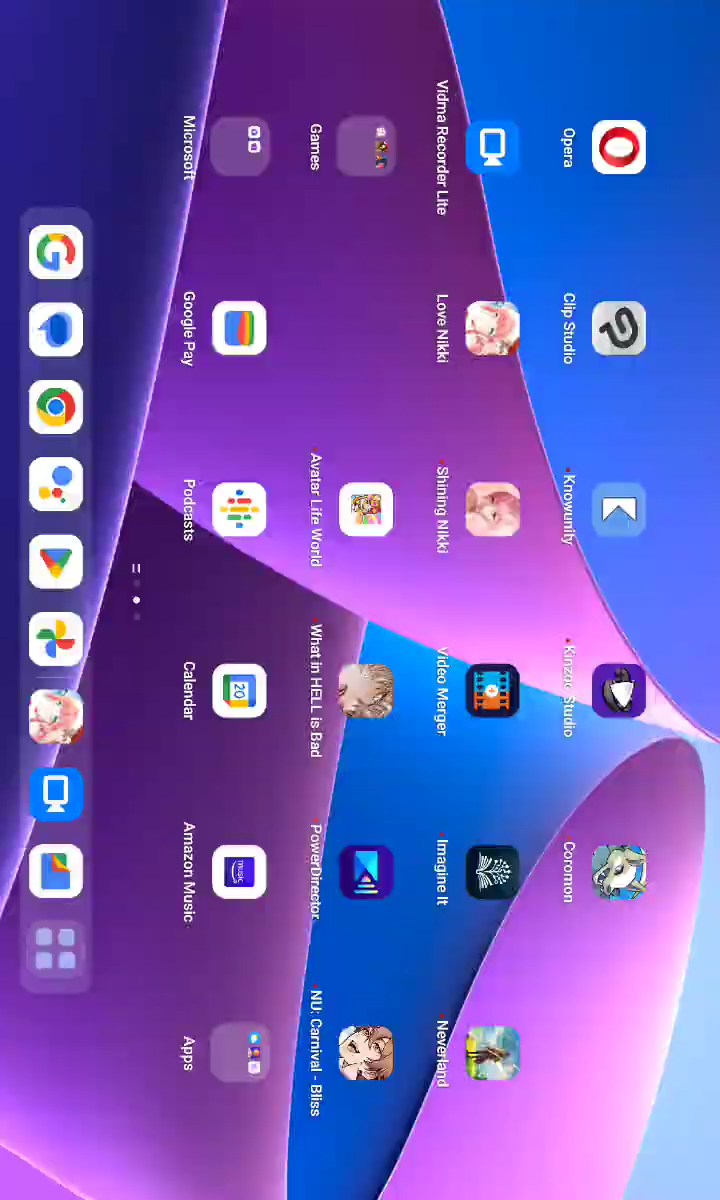 Opera
Clip Studio
Knowunity
Kinzoo Studio
Coromon
Vidma Recorder Lite
Love Nikki
Shining Nikki
Video Merger
Imagine It
Neverland
Games
Avatar Life World
What in HELL is Bad
PowerDirector
NU: Carnival - Bliss
Microsoft
Google Pay
Podcasts
20
Calendar
music
Amazon Music
Apps